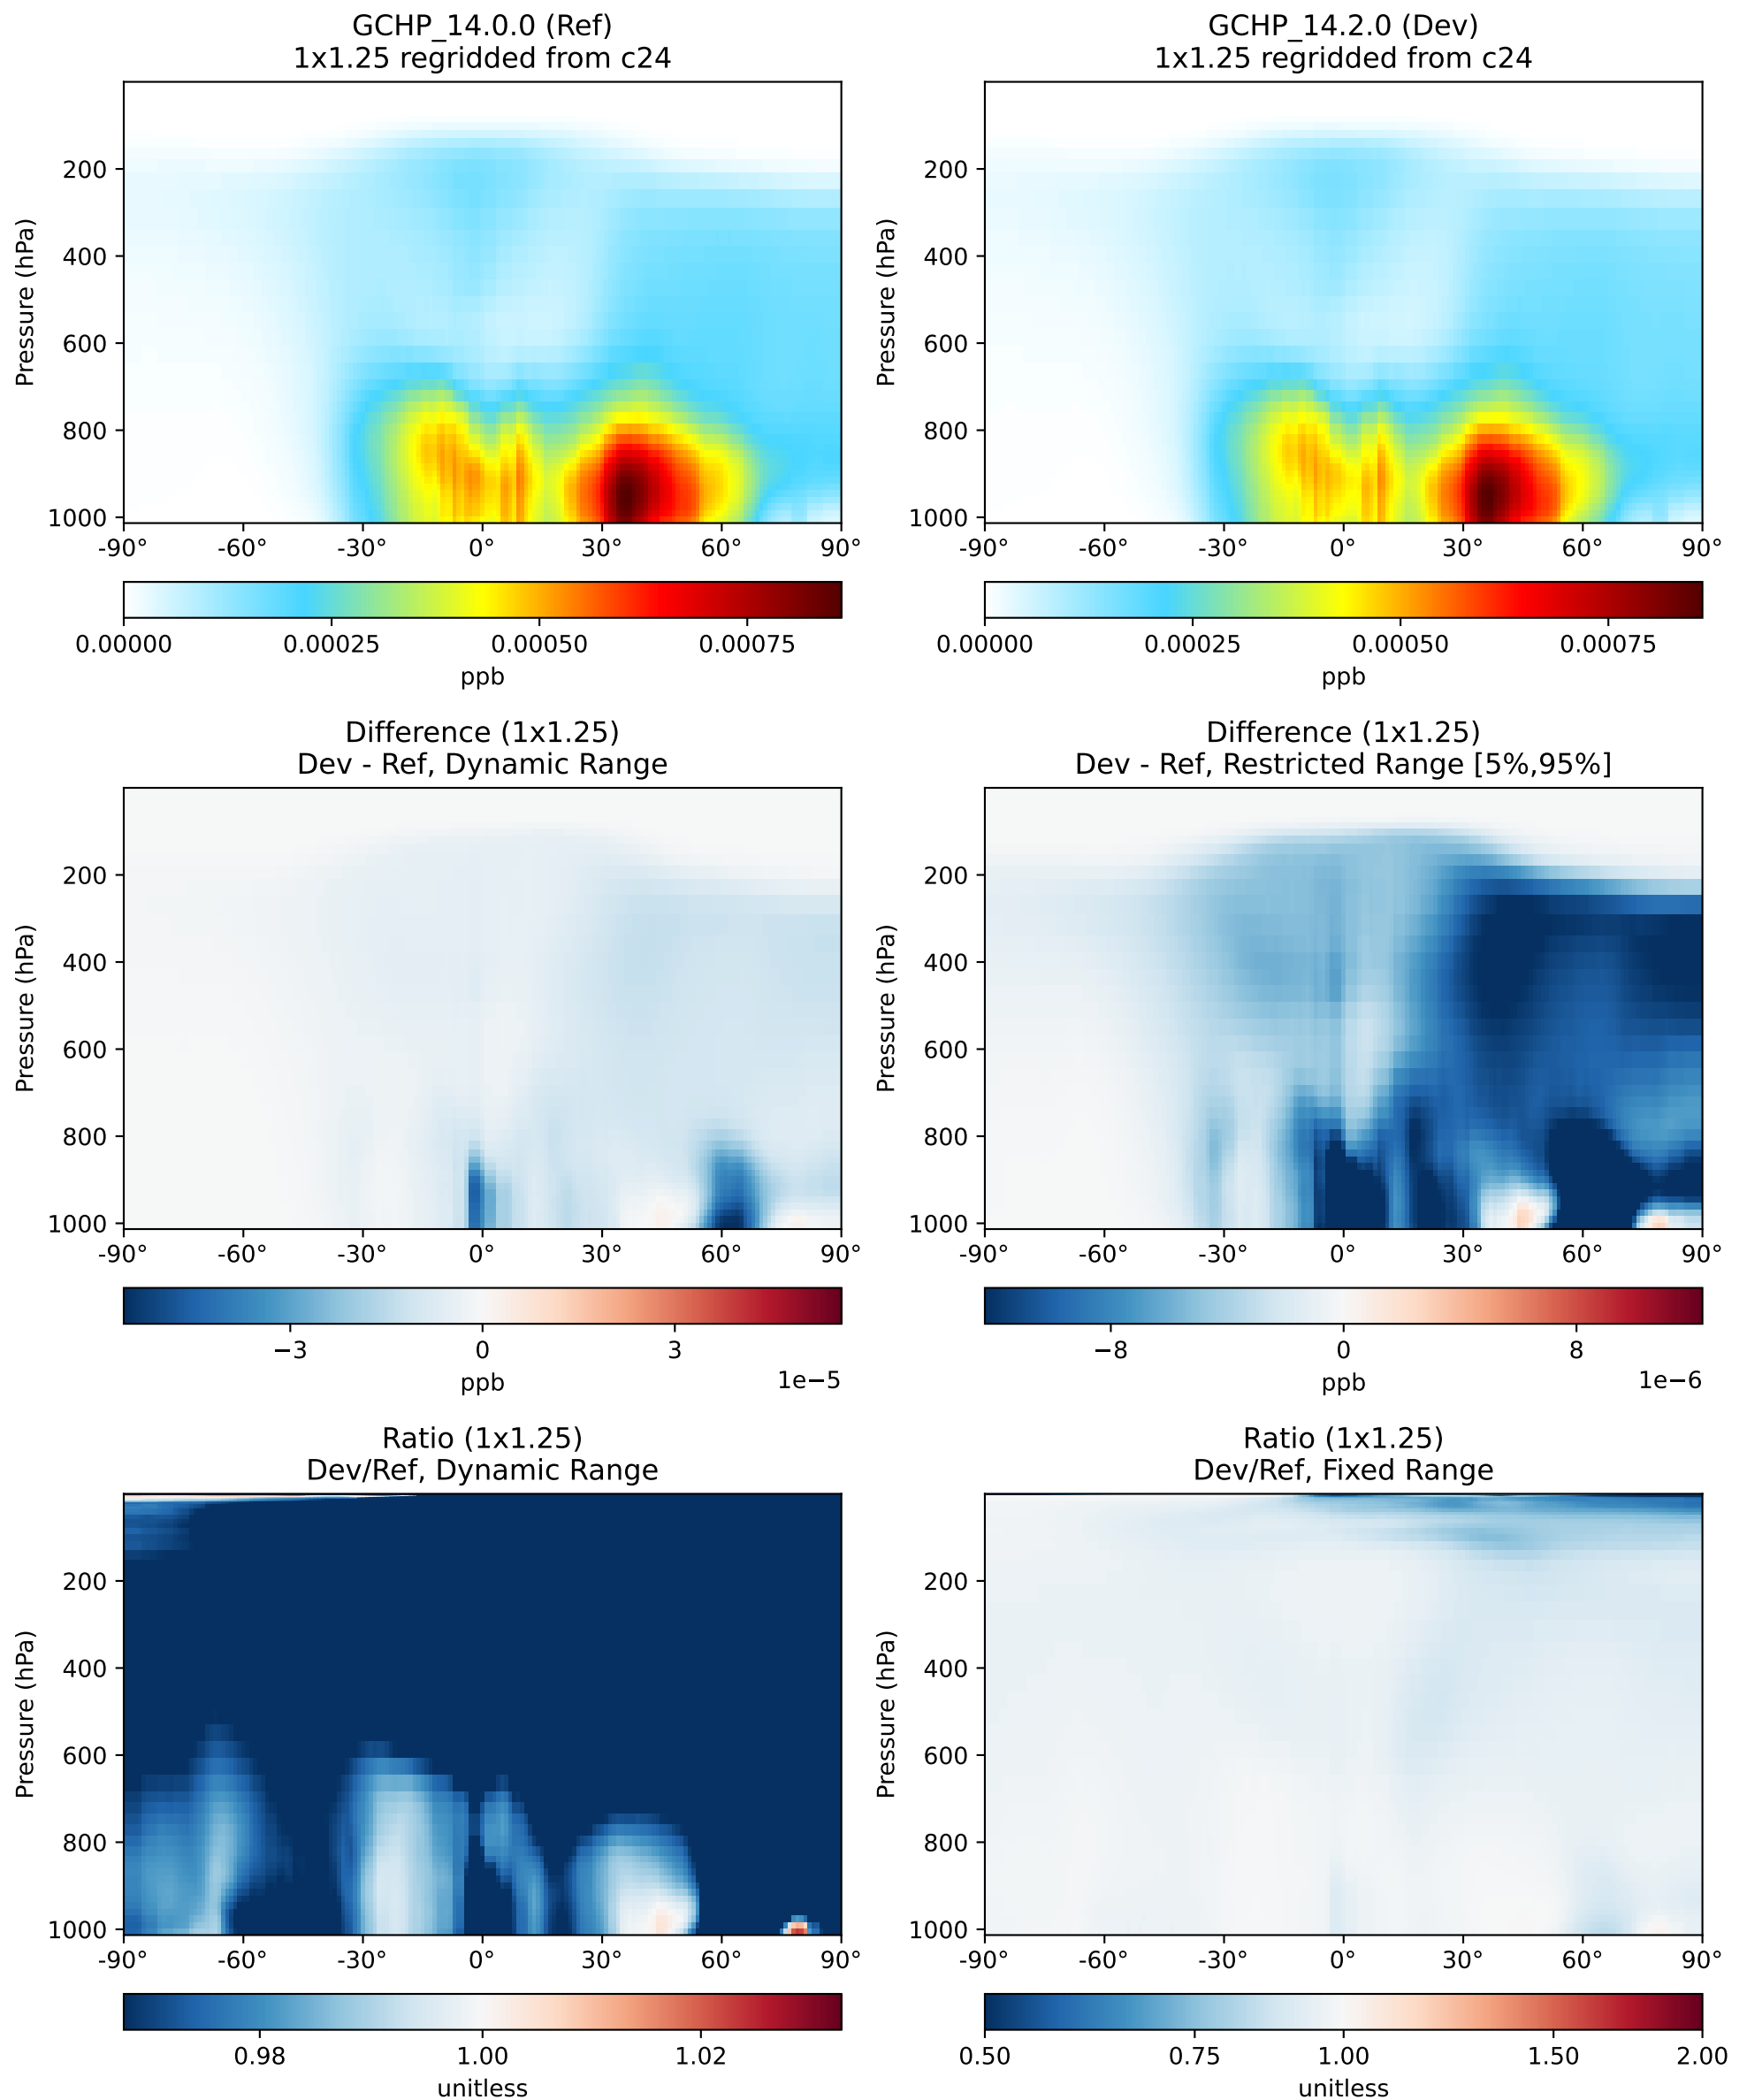 GCHP_14.0.0 (Ref)
1x1.25 regridded from c24
Pressure (hPa)
200
400
600
800
1000
-90° -60° -30° 0° 30° 60° 90°
0.00000 0.00025 0.00050 0.00075
ppb
GCHP_14.2.0 (Dev)
1x1.25 regridded from c24
Pressure (hPa)
200
400
600
800
1000
-90° -60° -30° 0° 30° 60° 90°
0.00000 0.00025 0.00050 0.00075
ppb
Difference (1x1.25)
Dev - Ref, Dynamic Range
Pressure (hPa)
200
400
600
800
1000
-90° -60° -30° 0° 30° 60° 90°
−3 0 3
ppb 1e−5
Difference (1x1.25)
Dev - Ref, Restricted Range [5%,95%]
Pressure (hPa)
200
400
600
800
1000
-90° -60° -30° 0° 30° 60° 90°
−8 0 8
ppb 1e−6
Ratio (1x1.25)
Dev/Ref, Dynamic Range
Pressure (hPa)
200
400
600
800
1000
-90° -60° -30° 0° 30° 60° 90°
0.98 1.00 1.02
unitless
Ratio (1x1.25)
Dev/Ref, Fixed Range
Pressure (hPa)
200
400
600
800
1000
-90° -60° -30° 0° 30° 60° 90°
0.50 0.75 1.00 1.50 2.00
unitless